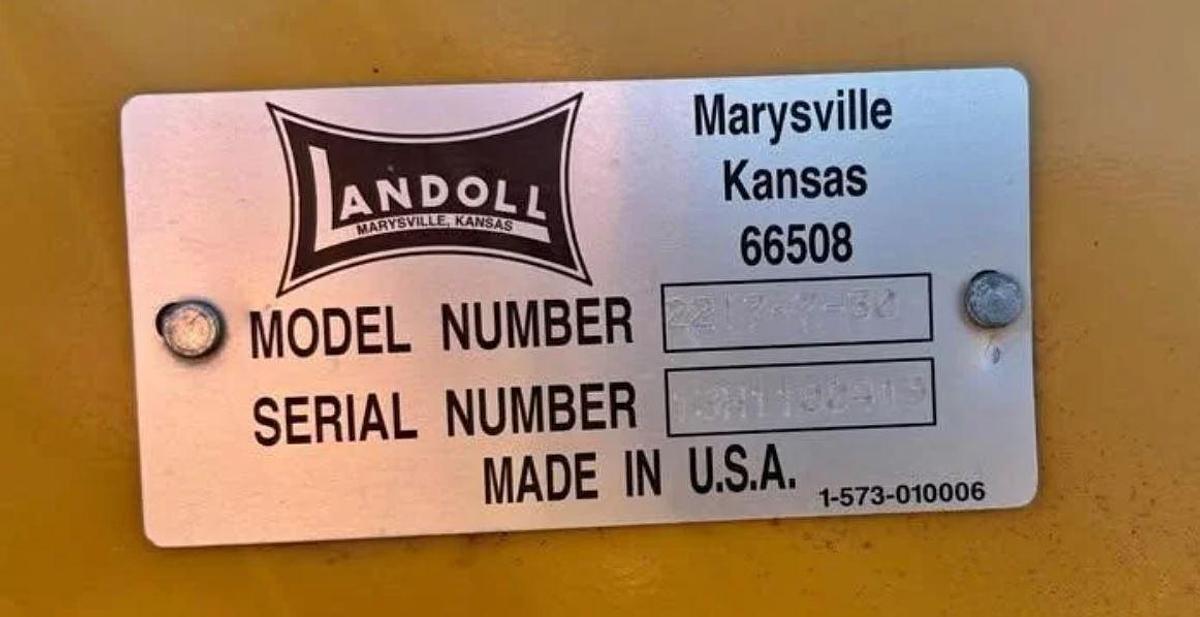 LANDOLL
MARYSVILLE, KANSAS
Marysville
Kansas
66508
MODEL NUMBER
SERIAL NUMBER
MADE IN U.S.A.
1-573-010006